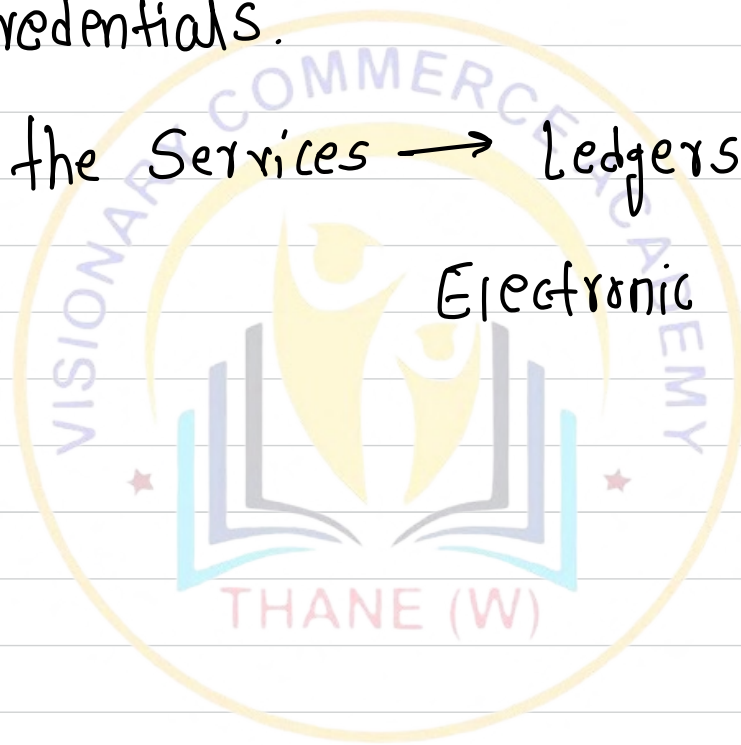 redentials.
the Services → Ledgers
Electronic
VISIONARY COMMERCE ACADEMY
THANE (W)